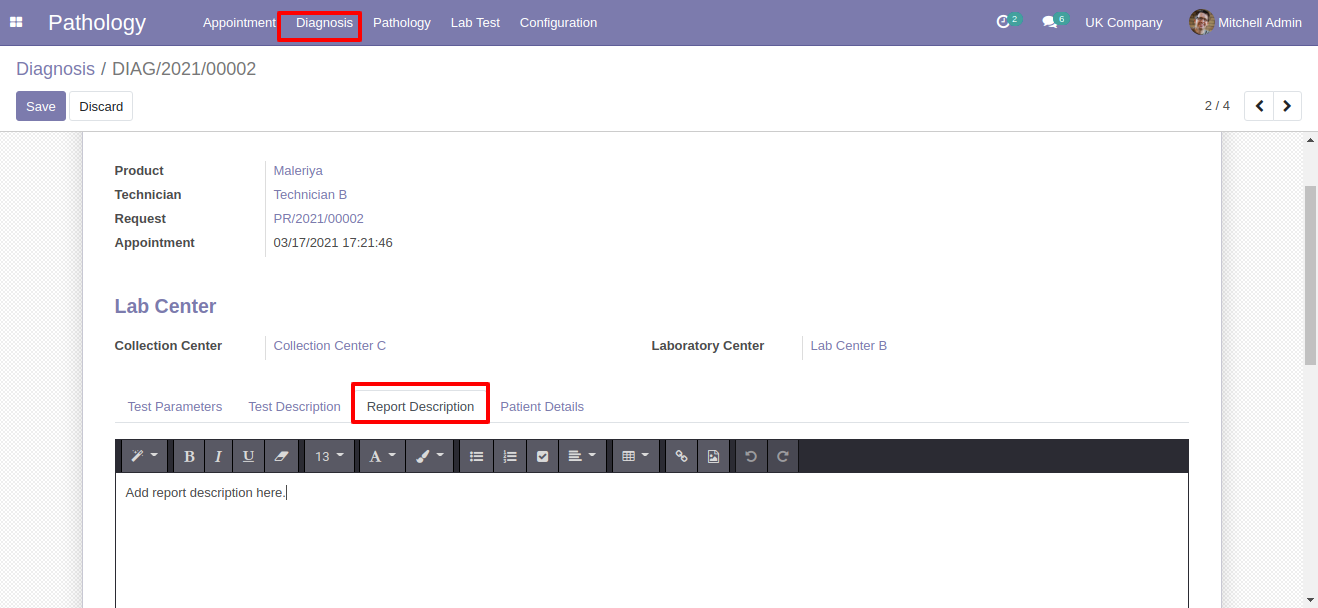 Pathology Appointment Diagnosis Pathology Lab Test Configuration 2 6 UK Company Mitchell Admin
Diagnosis / DIAG/2021/00002
Save Discard 2 / 4
Product Maleriya
Technician Technician B
Request PR/2021/00002
Appointment 03/17/2021 17:21:46
Lab Center
Collection Center Collection Center C Laboratory Center Lab Center B
Test Parameters Test Description Report Description Patient Details
B I U 13 A
Add report description here.